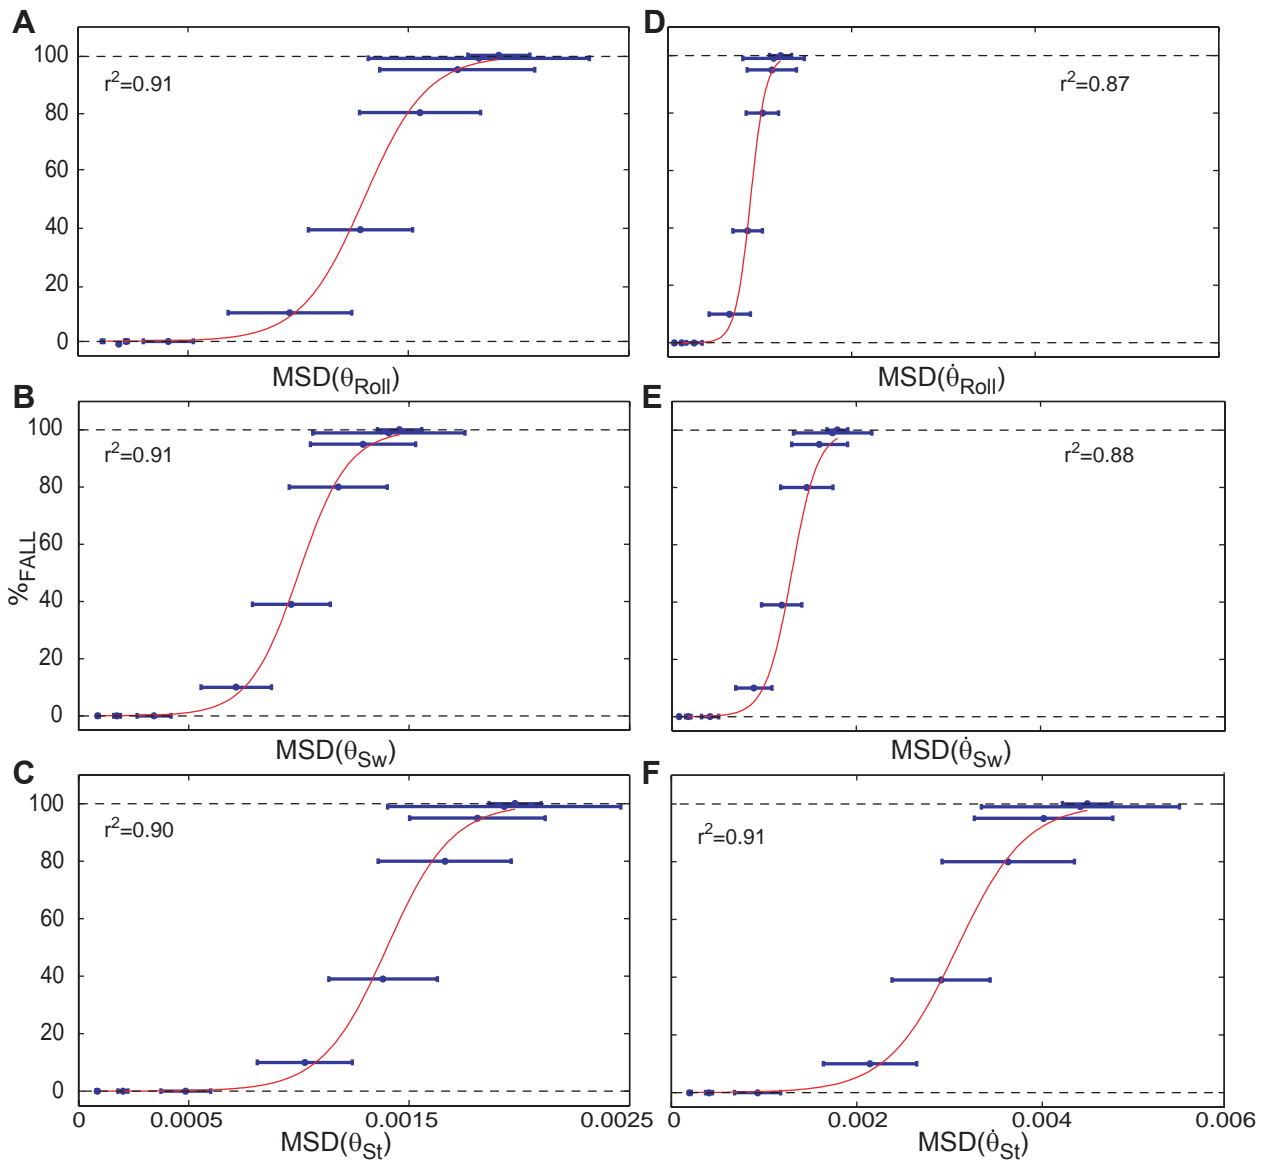 A
100
80
60
40
20
0
r²=0.91
MSD(θRoll)
D
r²=0.87
MSD(θ̇Roll)
B
100
80
60
40
20
0
%FALL
r²=0.91
MSD(θSw)
E
r²=0.88
MSD(θ̇Sw)
C
100
80
60
40
20
0
r²=0.90
0 0.0005 0.0015 0.0025
MSD(θSt)
F
r²=0.91
0 0.002 0.004 0.006
MSD(θ̇St)